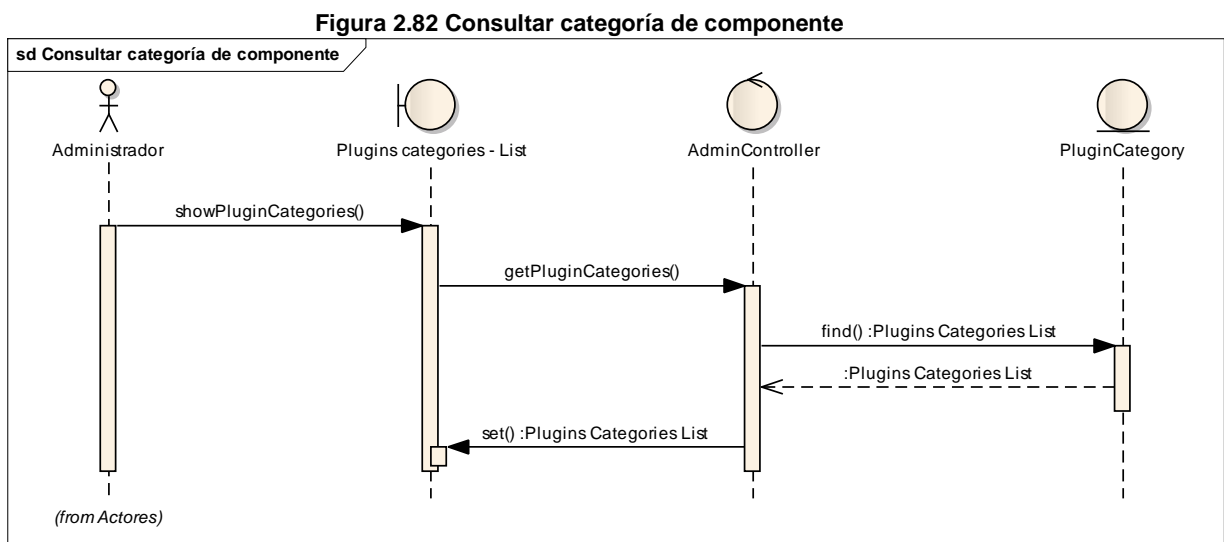 Figura 2.82 Consultar categoría de componente
sd Consultar categoría de componente
Administrador
Plugins categories - List
AdminController
PluginCategory
showPluginCategories()
getPluginCategories()
find() :Plugins Categories List
:Plugins Categories List
set() :Plugins Categories List
(from Actores)